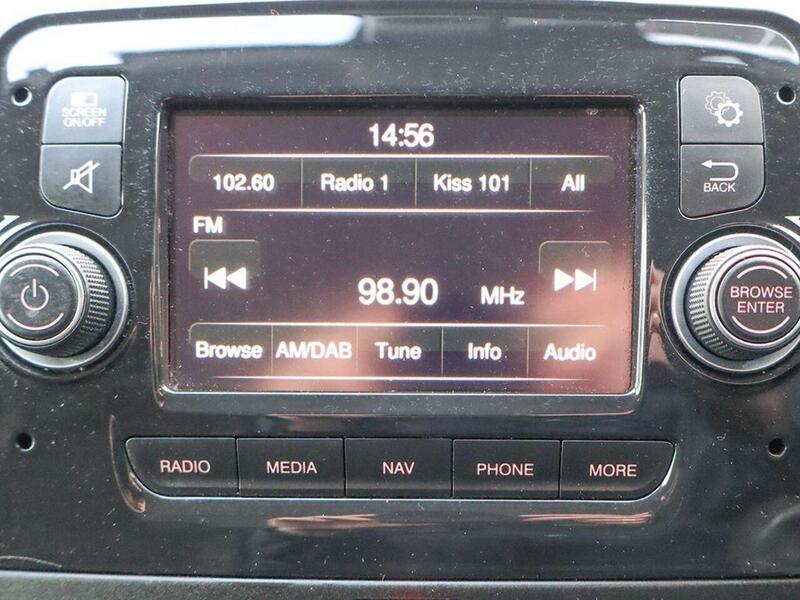 SCREEN
ON/OFF
14:56
102.60 Radio 1 Kiss 101 All
FM
98.90 MHz
Browse AM/DAB Tune Info Audio
BACK
BROWSE
ENTER
RADIO MEDIA NAV PHONE MORE